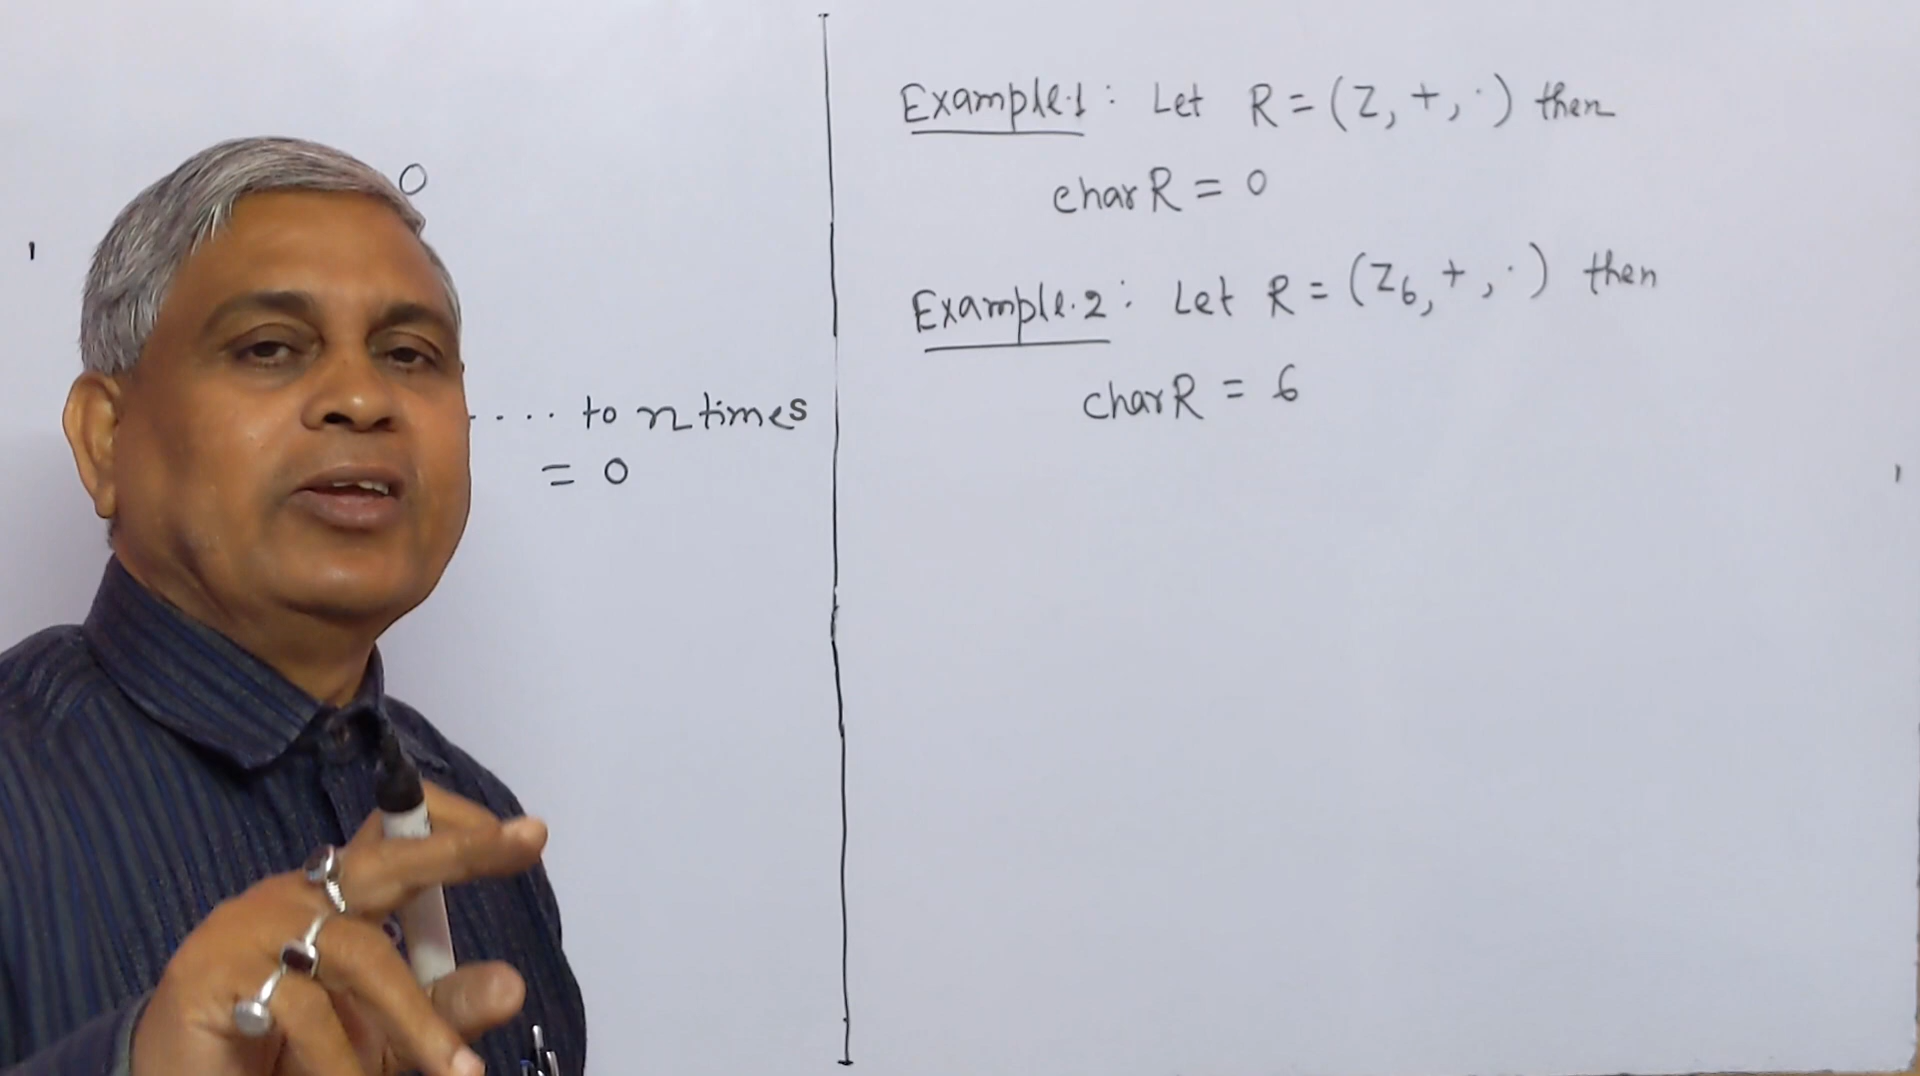 0
.... to n times
= 0
Example.1 : Let R = (Z, +, ·) then
char R = 0
Example.2 : Let R = (Z₆, +, ·) then
char R = 6